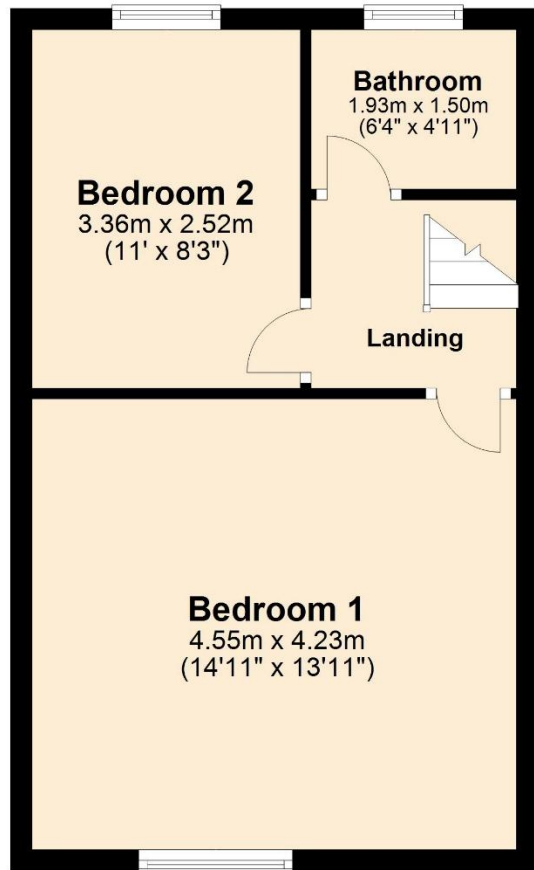 Bathroom
1.93m x 1.50m
(6'4" x 4'11")
Bedroom 2
3.36m x 2.52m
(11' x 8'3")
Landing
Bedroom 1
4.55m x 4.23m
(14'11" x 13'11")